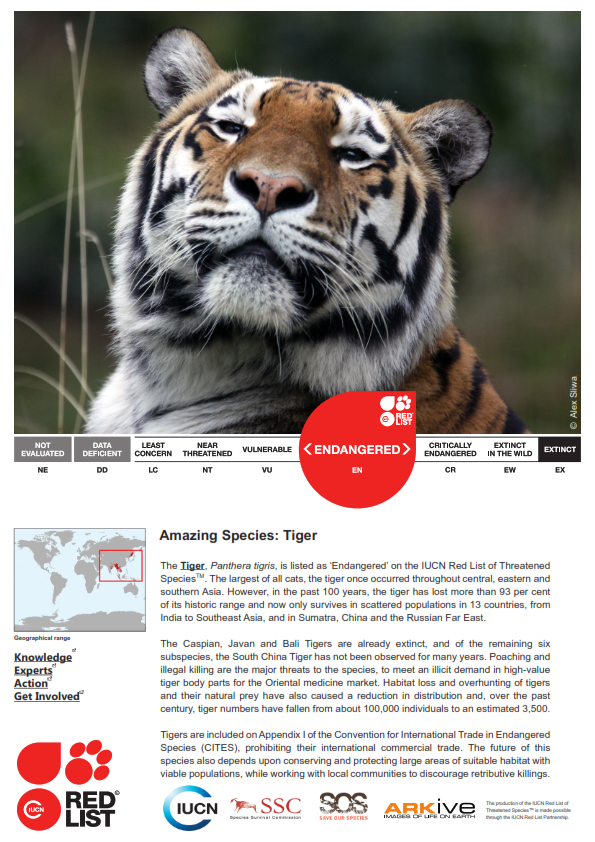 © Alex Sliwa
RED
LIST
NOT
EVALUATED
DATA
DEFICIENT
LEAST
CONCERN
NEAR
THREATENED
VULNERABLE
ENDANGERED
CRITICALLY
ENDANGERED
EXTINCT
IN THE WILD
EXTINCT
NE
DD
LC
NT
VU
EN
CR
EW
EX
Geographical range
Knowledge
Experts
Action
Get Involved
Amazing Species: Tiger
The Tiger, Panthera tigris, is listed as ‘Endangered’ on the IUCN Red List of Threatened
Species™. The largest of all cats, the tiger once occurred throughout central, eastern and
southern Asia. However, in the past 100 years, the tiger has lost more than 93 per cent
of its historic range and now only survives in scattered populations in 13 countries, from
India to Southeast Asia, and in Sumatra, China and the Russian Far East.
The Caspian, Javan and Bali Tigers are already extinct, and of the remaining six
subspecies, the South China Tiger has not been observed for many years. Poaching and
illegal killing are the major threats to the species, to meet an illicit demand in high-value
tiger body parts for the Oriental medicine market. Habitat loss and overhunting of tigers
and their natural prey have also caused a reduction in distribution and, over the past
century, tiger numbers have fallen from about 100,000 individuals to an estimated 3,500.
Tigers are included on Appendix I of the Convention for International Trade in Endangered
Species (CITES), prohibiting their international commercial trade. The future of this
species also depends upon conserving and protecting large areas of suitable habitat with
viable populations, while working with local communities to discourage retributive killings.
IUCN
RED
LIST
©
IUCN
SSC
Species Survival Commission
SOS
SAVE OUR SPECIES
ARKive
IMAGES OF LIFE ON EARTH
The production of the IUCN Red List of
Threatened Species™ is made possible
through the IUCN Red List Partnership.